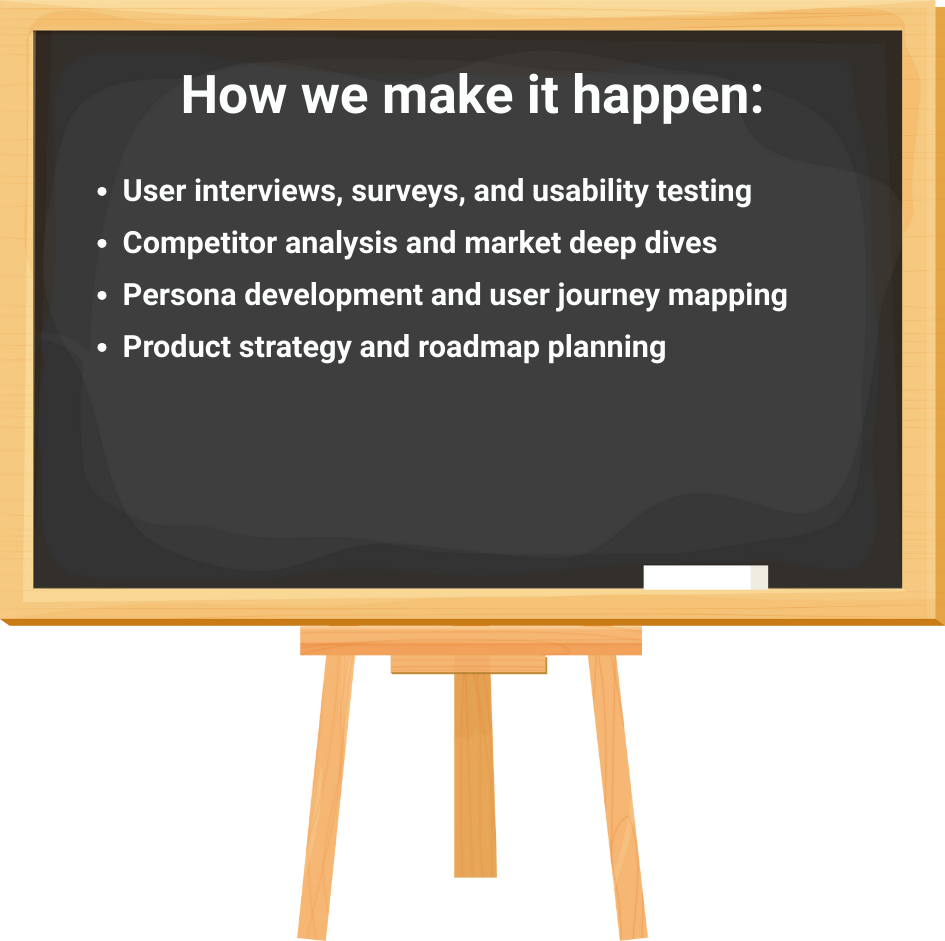 How we make it happen:
• User interviews, surveys, and usability testing
• Competitor analysis and market deep dives
• Persona development and user journey mapping
• Product strategy and roadmap planning